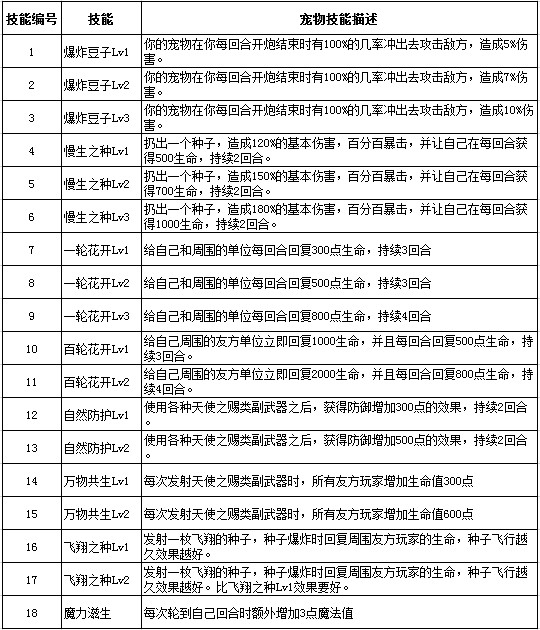 技能编号 技能 宠物技能描述
1 爆炸豆子Lv1 你的宠物在你每回合开炮结束时有100%的几率冲出去攻击敌方，造成5%伤
害。
2 爆炸豆子Lv2 你的宠物在你每回合开炮结束时有100%的几率冲出去攻击敌方，造成7%伤
害。
3 爆炸豆子Lv3 你的宠物在你每回合开炮结束时有100%的几率冲出去攻击敌方，造成10%伤
害。
4 慢生之种Lv1 扔出一个种子，造成120%的基本伤害，百分百暴击，并让自己在每回合获
得500生命，持续2回合。
5 慢生之种Lv2 扔出一个种子，造成150%的基本伤害，百分百暴击，并让自己在每回合获
得700生命，持续2回合。
6 慢生之种Lv3 扔出一个种子，造成180%的基本伤害，百分百暴击，并让自己在每回合获
得1000生命，持续2回合。
7 一轮花开Lv1 给自己和周围的单位每回合回复300点生命，持续3回合
8 一轮花开Lv2 给自己和周围的单位每回合回复500点生命，持续3回合
9 一轮花开Lv3 给自己和周围的单位每回合回复800点生命，持续4回合
10 百轮花开Lv1 给自己周围的友方单位立即回复1000生命，并且每回合回复500点生命，持
续3回合。
11 百轮花开Lv2 给自己周围的友方单位立即回复2000生命，并且每回合回复800点生命，持
续4回合。
12 自然防护Lv1 使用各种天使之赐类副武器之后，获得防御增加300点的效果，持续2回合
。
13 自然防护Lv2 使用各种天使之赐类副武器之后，获得防御增加500点的效果，持续2回合
。
14 万物共生Lv1 每次发射天使之赐类副武器时，所有友方玩家增加生命值300点
15 万物共生Lv2 每次发射天使之赐类副武器时，所有友方玩家增加生命值600点
16 飞翔之种Lv1 发射一枚飞翔的种子，种子爆炸时回复周围友方玩家的生命，种子飞行越
久效果越好。
17 飞翔之种Lv2 发射一枚飞翔的种子，种子爆炸时回复周围友方玩家的生命，种子飞行越
久效果越好。比飞翔之种Lv1效果要好。
18 魔力滋生 每次轮到自己回合时额外增加3点魔法值